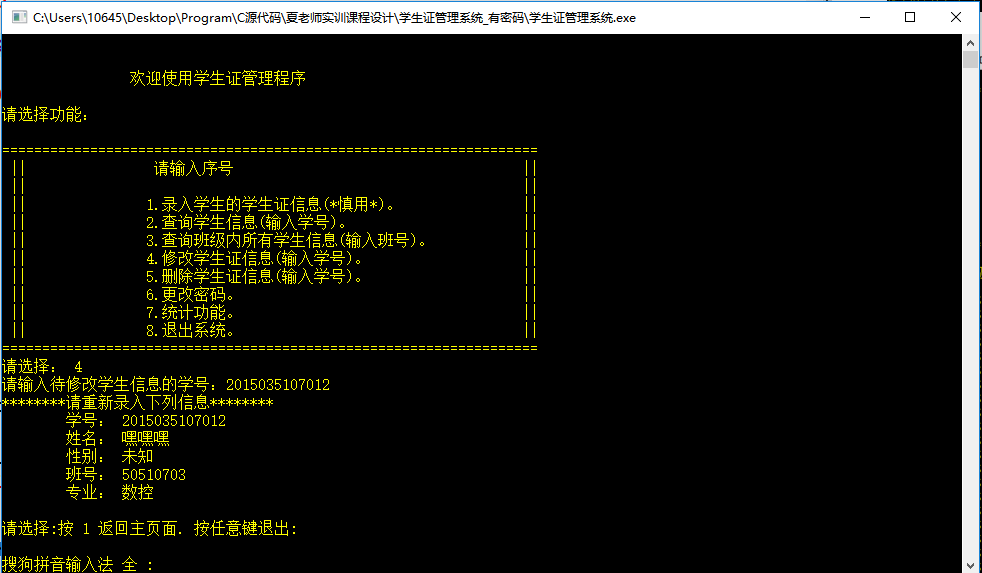 C:\Users\10645\Desktop\Program\C源代码\夏老师实训课程设计\学生证管理系统_有密码\学生证管理系统.exe
欢迎使用学生证管理程序
请选择功能:
===================================================================
|| 请输入序号 ||
|| ||
|| 1.录入学生的学生证信息(*慎用*)。 ||
|| 2.查询学生信息(输入学号)。 ||
|| 3.查询班级内所有学生信息(输入班号)。 ||
|| 4.修改学生证信息(输入学号)。 ||
|| 5.删除学生证信息(输入学号)。 ||
|| 6.更改密码。 ||
|| 7.统计功能。 ||
|| 8.退出系统。 ||
===================================================================
请选择: 4
请输入待修改学生信息的学号: 2015035107012
********请重新录入下列信息********
学号: 2015035107012
姓名: 嘿嘿嘿
性别: 未知
班号: 50510703
专业: 数控
请选择:按 1 返回主页面. 按任意键退出:
搜狗拼音输入法 全 :